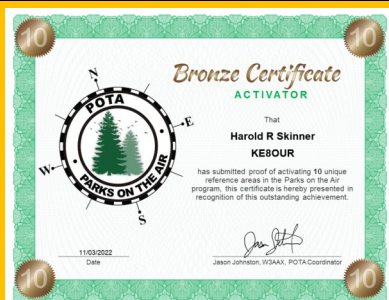 10
10
Bronze Certificate
ACTIVATOR
N
E
S
W
POTA
PARKS ON THE AIR
That
Harold R Skinner
KE8OUR
has submitted proof of activating 10 unique
reference areas in the Parks on the Air
program, this certificate is hereby presented in
recognition of this outstanding achievement.
11/03/2022
Date
Jason Johnston, W3AAX, POTA Coordinator
10
10